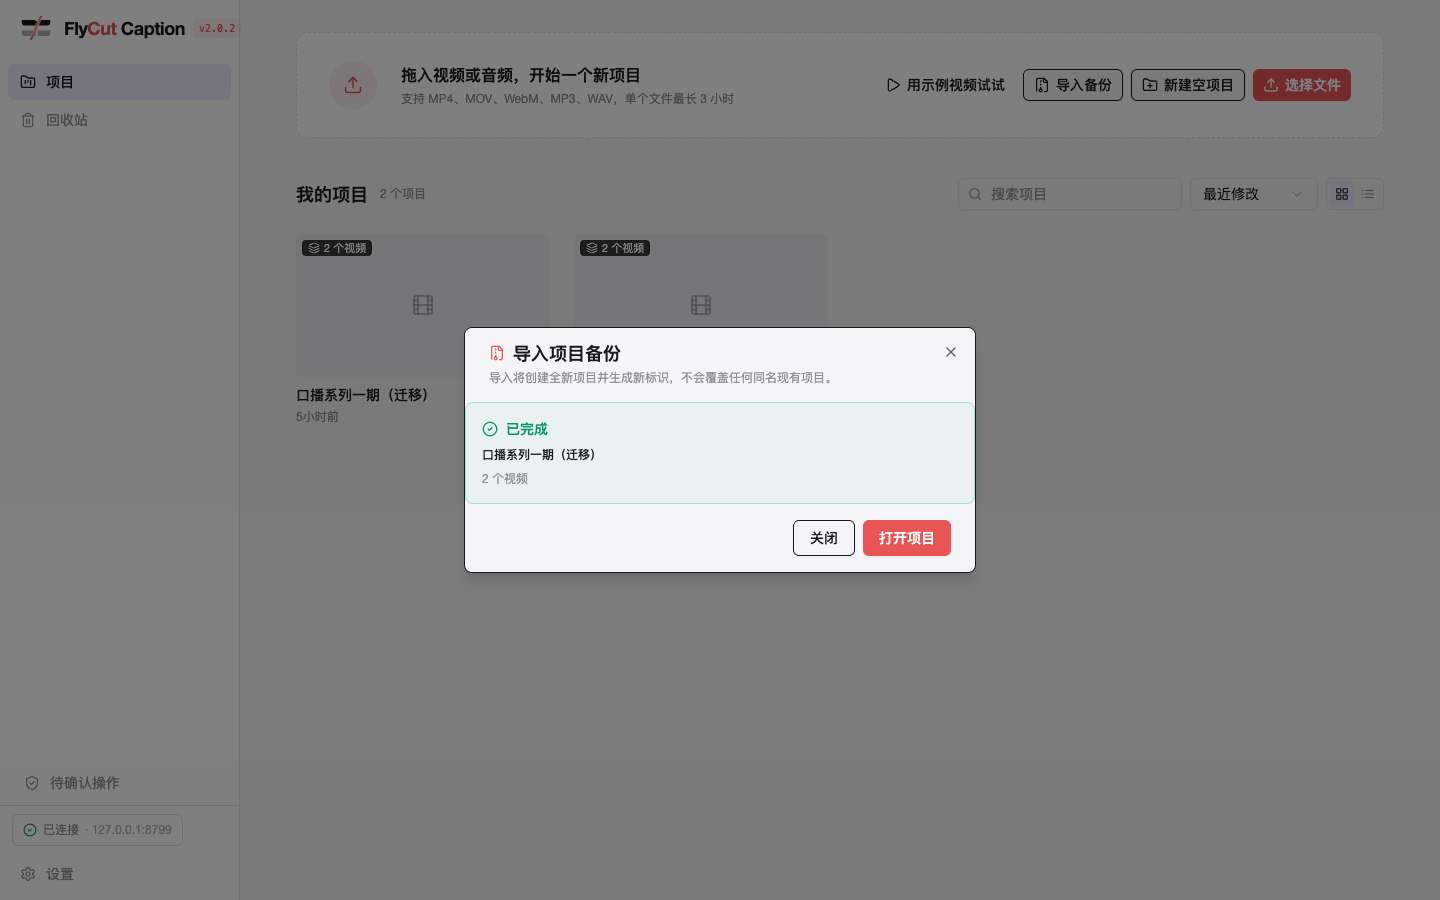 FlyCut Caption v2.0.2
项目
回收站
拖入视频或音频，开始一个新项目
支持 MP4、MOV、WebM、MP3、WAV，单个文件最长 3 小时
用示例视频试试
导入备份
新建空项目
选择文件
我的项目 2 个项目
搜索项目
最近修改
2 个视频
2 个视频
口播系列一期（迁移）
5小时前
导入项目备份
导入将创建全新项目并生成新标识，不会覆盖任何同名现有项目。
已完成
口播系列一期（迁移）
2 个视频
关闭
打开项目
待确认操作
已连接 · 127.0.0.1:8799
设置